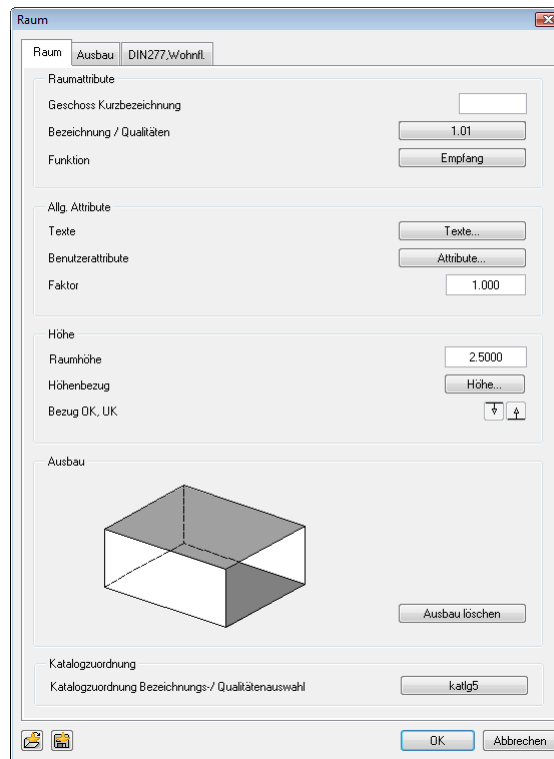 Raum
Raum Ausbau DIN277,Wohnfl.
Raumattribute
Geschoss Kurzbezeichnung
Bezeichnung / Qualitäten 1.01
Funktion Empfang
Allg. Attribute
Texte Texte...
Benutzerattribute Attribute...
Faktor 1.000
Höhe
Raumhöhe 2.5000
Höhenbezug Höhe...
Bezug OK, UK
Ausbau
Ausbau löschen
Katalogzuordnung
Katalogzuordnung Bezeichnungs-/ Qualitätenauswahl katlg5
OK Abbrechen